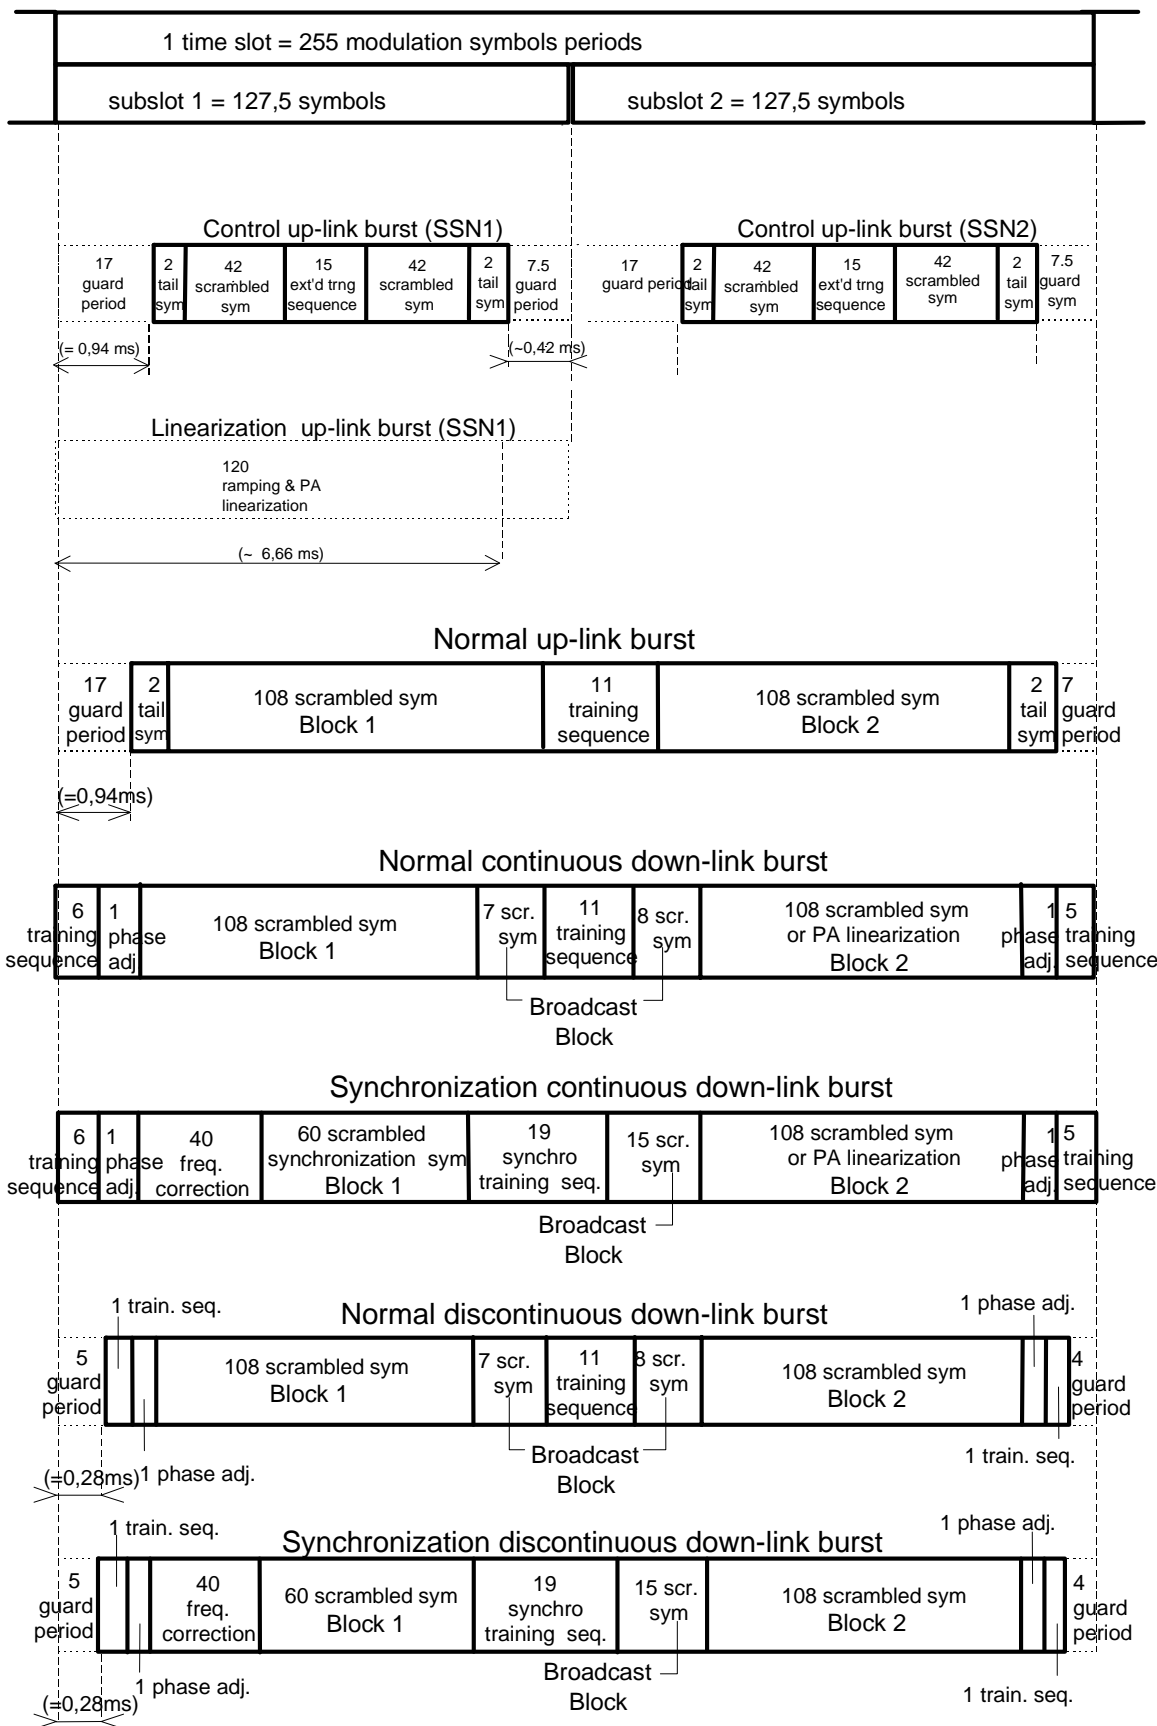 1 time slot = 255 modulation symbols periods
subslot 1 = 127,5 symbols
subslot 2 = 127,5 symbols
Control up-link burst (SSN1)
17
guard
period
2
tail
sym
42
scrambled
sym
15
ext'd trng
sequence
42
scrambled
sym
2
tail
sym
7.5
guard
period
(= 0,94 ms)
(~0,42 ms)
Control up-link burst (SSN2)
17
guard period
2
tail
sym
42
scrambled
sym
15
ext'd trng
sequence
42
scrambled
sym
2
tail
sym
7.5
guard
sym
Linearization up-link burst (SSN1)
120
ramping & PA
linearization
(~ 6,66 ms)
Normal up-link burst
17
guard
period
2
tail
sym
108 scrambled sym
Block 1
11
training
sequence
108 scrambled sym
Block 2
2
tail
sym
7
guard
period
(=0,94ms)
Normal continuous down-link burst
6
training
sequence
1
phase
adj.
108 scrambled sym
Block 1
7 scr.
sym
11
training
sequence
8 scr.
sym
108 scrambled sym
or PA linearization
Block 2
1
phase
adj.
5
training
sequence
Broadcast
Block
Synchronization continuous down-link burst
6
training
sequence
1
phase
adj.
40
freq.
correction
60 scrambled
synchronization sym
Block 1
19
synchro
training seq.
15 scr.
sym
108 scrambled sym
or PA linearization
Block 2
1
phase
adj.
5
training
sequence
Broadcast
Block
Normal discontinuous down-link burst
1 train. seq.
1 phase adj.
5
guard
period
108 scrambled sym
Block 1
7 scr.
sym
11
training
sequence
8 scr.
sym
108 scrambled sym
Block 2
4
guard
period
Broadcast
Block
1 train. seq.
(=0,28ms)
1 phase adj.
Synchronization discontinuous down-link burst
1 train. seq.
1 phase adj.
5
guard
period
40
freq.
correction
60 scrambled sym
Block 1
19
synchro
training seq.
15 scr.
sym
108 scrambled sym
Block 2
4
guard
period
Broadcast
Block
1 phase adj.
1 train. seq.
(=0,28ms)